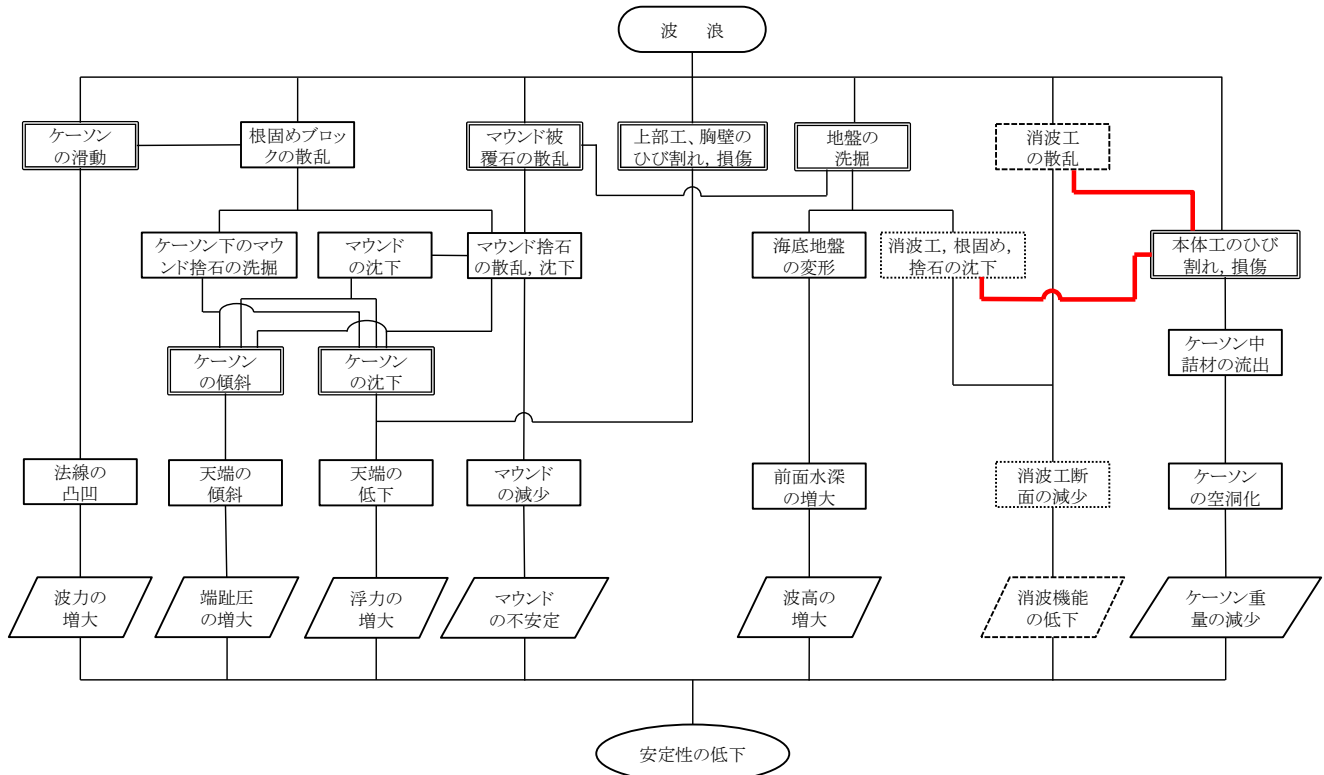 波　浪
ケーソン
の滑動
根固めブロッ
クの散乱
マウンド被
覆石の散乱
上部工、胸壁の
ひび割れ, 損傷
地盤の
洗掘
消波工
の散乱
ケーソン下のマウ
ンド捨石の洗掘
マウンド
の沈下
マウンド捨石
の散乱, 沈下
海底地盤
の変形
消波工, 根固め,
捨石の沈下
本体工のひび
割れ, 損傷
ケーソン
の傾斜
ケーソン
の沈下
ケーソン中
詰材の流出
法線の
凸凹
天端の
傾斜
天端の
低下
マウンド
の減少
前面水深
の増大
消波工断
面の減少
ケーソン
の空洞化
波力の
増大
端趾圧
の増大
浮力の
増大
マウンド
の不安定
波高の
増大
消波機能
の低下
ケーソン重
量の減少
安定性の低下